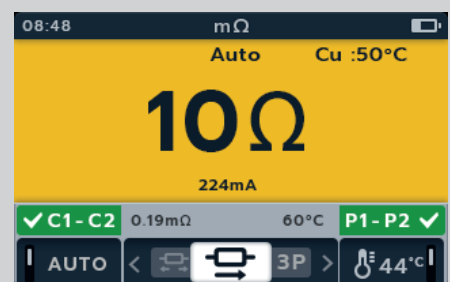 08:48 mΩ
Auto Cu :50°C
10Ω
224mA
C1-C2 0.19mΩ 60°C P1-P2
AUTO < 3P > 44°C